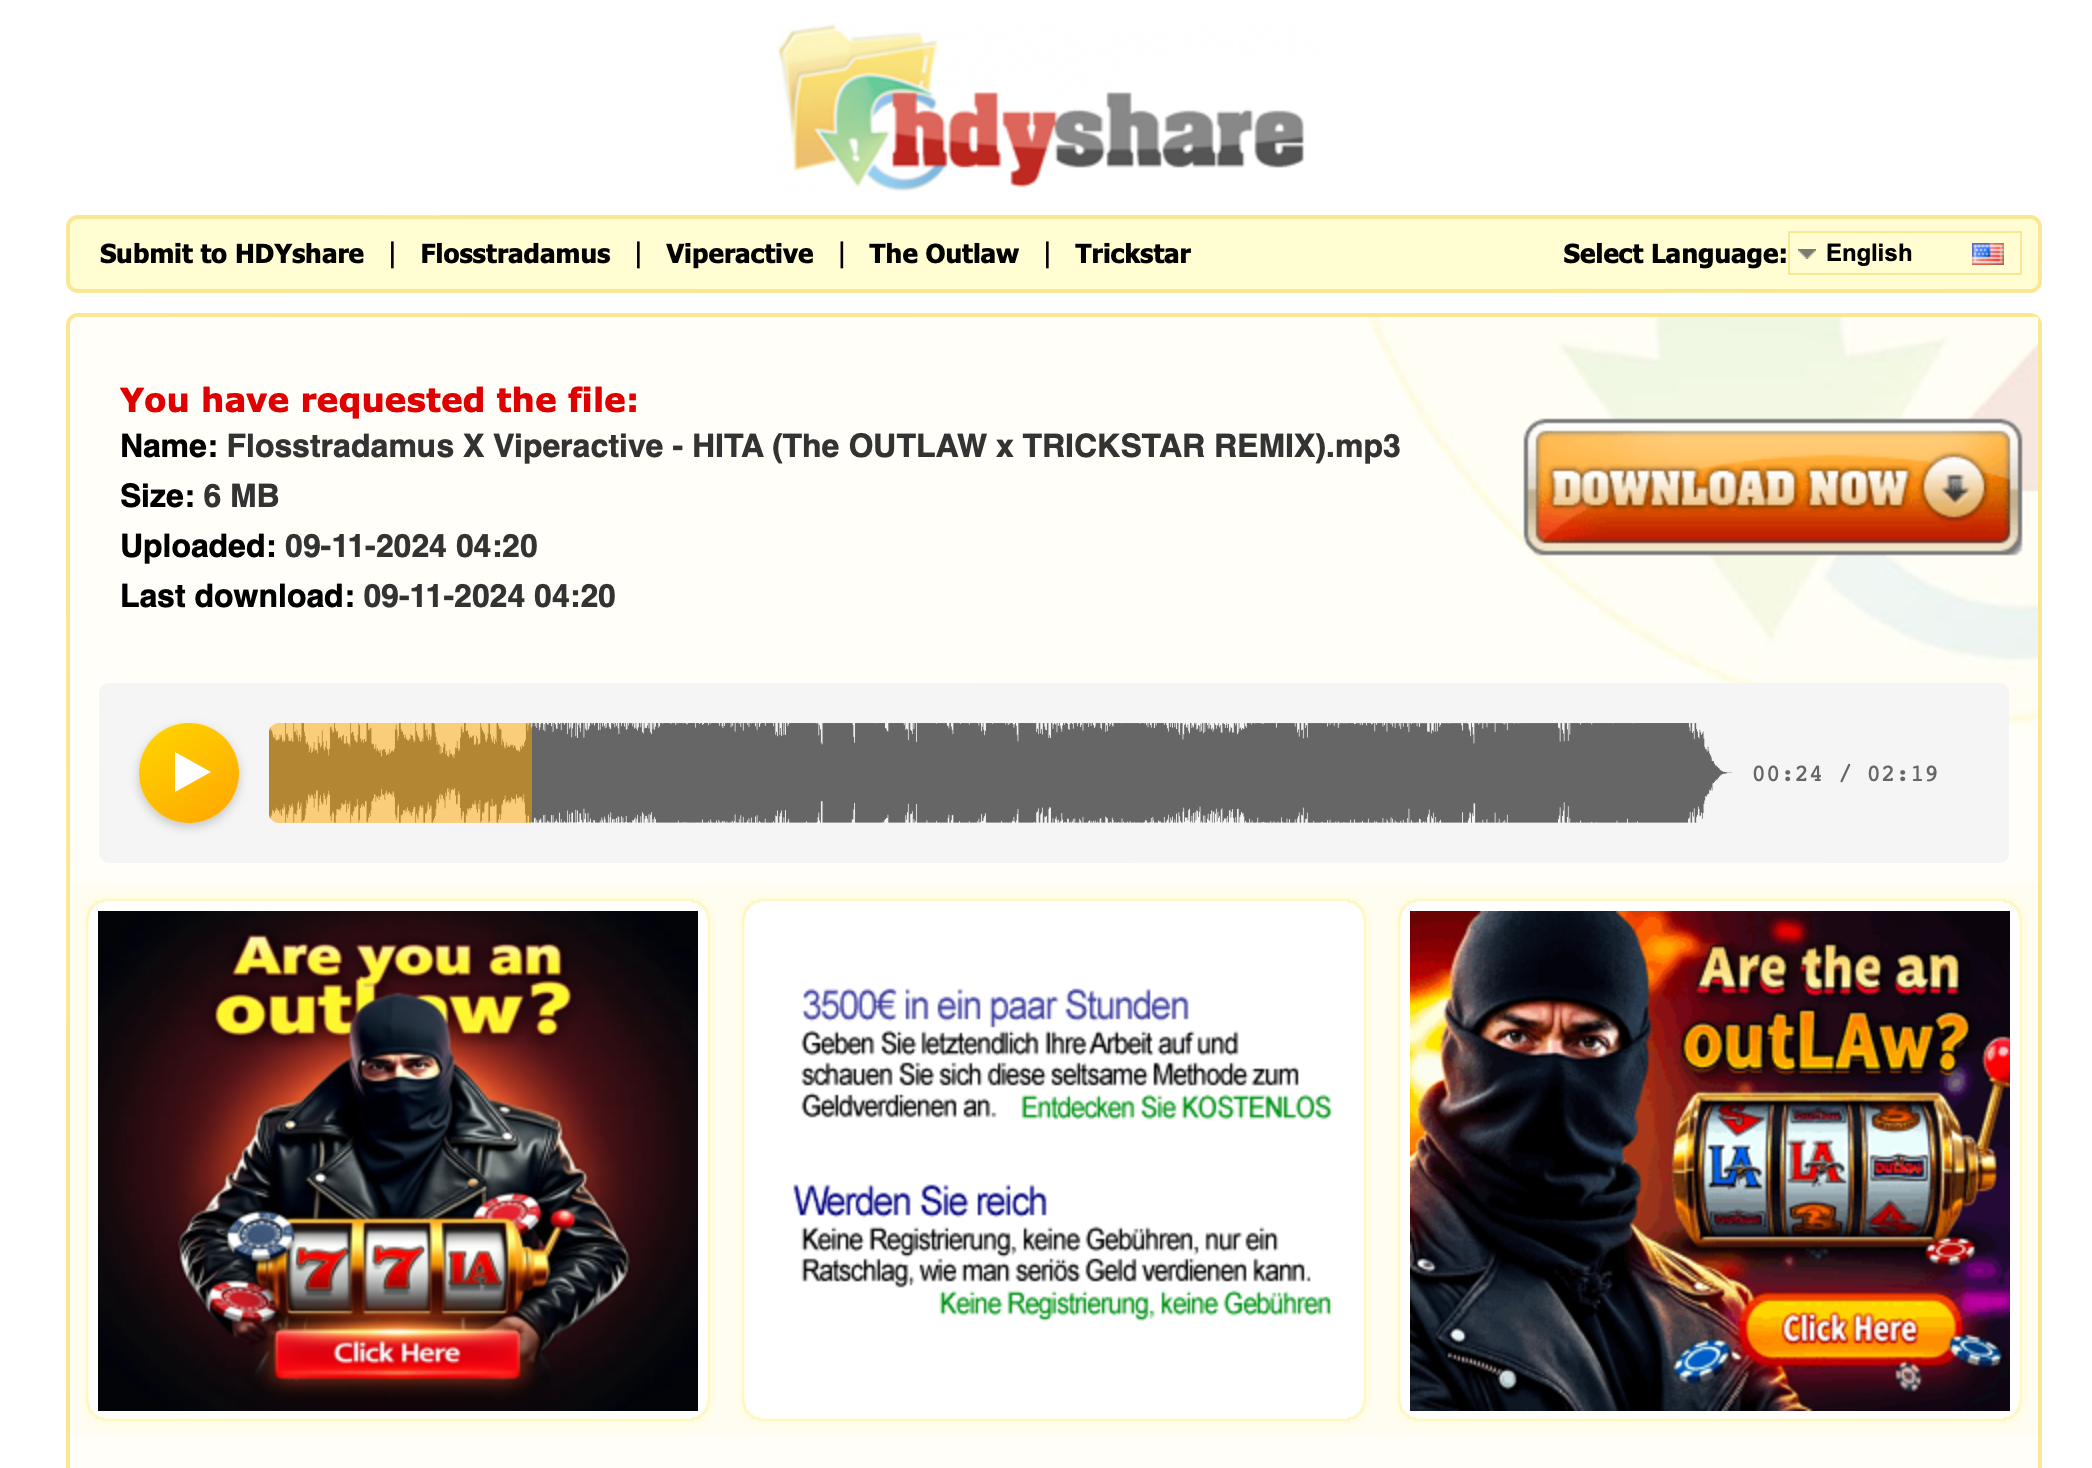 hdyshare
Submit to HDYshare | Flosstradamus | Viperactive | The Outlaw | Trickstar
Select Language: English
You have requested the file:
Name: Flosstradamus X Viperactive - HITA (The OUTLAW x TRICKSTAR REMIX).mp3
Size: 6 MB
Uploaded: 09-11-2024 04:20
Last download: 09-11-2024 04:20
DOWNLOAD NOW
00:24 / 02:19
Are you an
outlaw?
7 7 LA
Click Here
3500€ in ein paar Stunden
Geben Sie letztendlich Ihre Arbeit auf und
schauen Sie sich diese seltsame Methode zum
Geldverdienen an. Entdecken Sie KOSTENLOS
Werden Sie reich
Keine Registrierung, keine Gebühren, nur ein
Ratschlag, wie man seriös Geld verdienen kann.
Keine Registrierung, keine Gebühren
Are the an
outLAw?
LA LA
Click Here